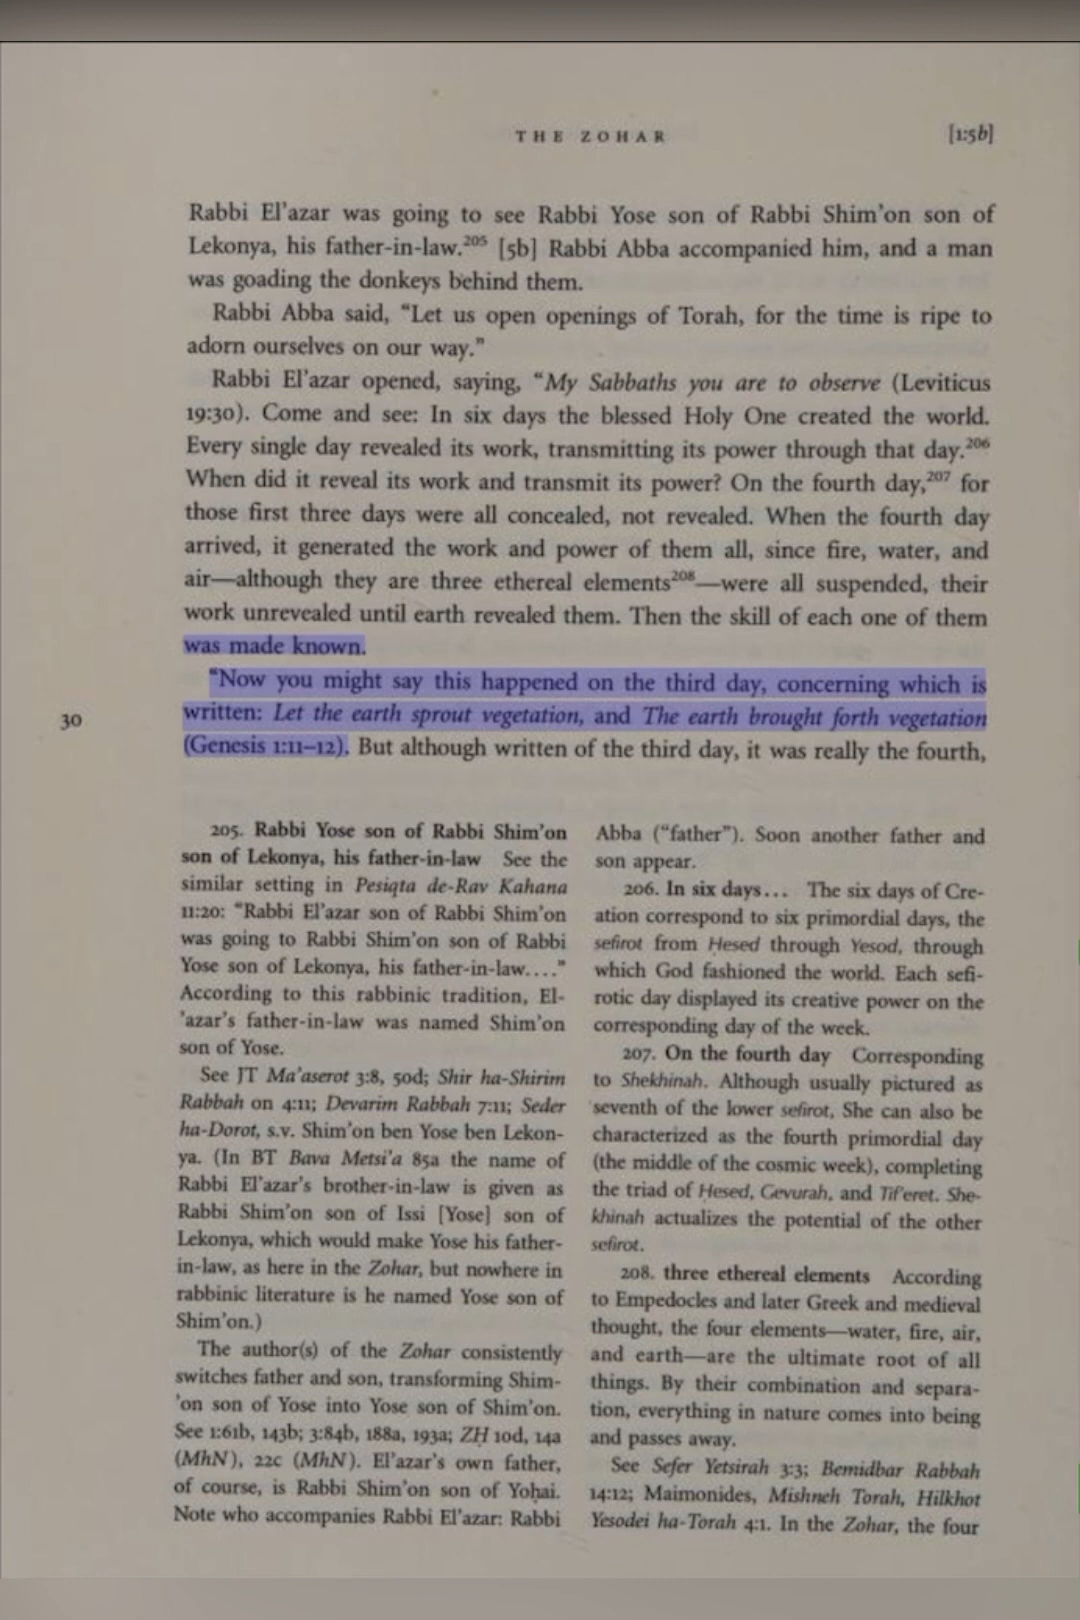 THE ZOHAR
[1:5b]
Rabbi El'azar was going to see Rabbi Yose son of Rabbi Shim'on son of
Lekonya, his father-in-law.205 [5b] Rabbi Abba accompanied him, and a man
was goading the donkeys behind them.
Rabbi Abba said, “Let us open openings of Torah, for the time is ripe to
adorn ourselves on our way.”
Rabbi El'azar opened, saying, “My Sabbaths you are to observe (Leviticus
19:30). Come and see: In six days the blessed Holy One created the world.
Every single day revealed its work, transmitting its power through that day.206
When did it reveal its work and transmit its power? On the fourth day,207 for
those first three days were all concealed, not revealed. When the fourth day
arrived, it generated the work and power of them all, since fire, water, and
air—although they are three ethereal elements208—were all suspended, their
work unrevealed until earth revealed them. Then the skill of each one of them
was made known.
“Now you might say this happened on the third day, concerning which is
written: Let the earth sprout vegetation, and The earth brought forth vegetation
30
(Genesis 1:11–12). But although written of the third day, it was really the fourth,
205. Rabbi Yose son of Rabbi Shim'on
son of Lekonya, his father-in-law See the
similar setting in Pesiqta de-Rav Kahana
11:20: “Rabbi El'azar son of Rabbi Shim'on
was going to Rabbi Shim'on son of Rabbi
Yose son of Lekonya, his father-in-law....”
According to this rabbinic tradition, El-
'azar's father-in-law was named Shim'on
son of Yose.
See JT Ma'aserot 3:8, 50d; Shir ha-Shirim
Rabbah on 4:11; Devarim Rabbah 7:11; Seder
ha-Dorot, s.v. Shim'on ben Yose ben Lekon-
ya. (In BT Bava Metsi'a 85a the name of
Rabbi El'azar's brother-in-law is given as
Rabbi Shim'on son of Issi [Yose] son of
Lekonya, which would make Yose his father-
in-law, as here in the Zohar, but nowhere in
rabbinic literature is he named Yose son of
Shim'on.)
The author(s) of the Zohar consistently
switches father and son, transforming Shim-
'on son of Yose into Yose son of Shim'on.
See 1:61b, 143b; 3:84b, 188a, 193a; ZḤ 10d, 14a
(MhN), 22c (MhN). El'azar's own father,
of course, is Rabbi Shim'on son of Yoḥai.
Note who accompanies Rabbi El'azar: Rabbi
Abba (“father”). Soon another father and
son appear.
206. In six days... The six days of Cre-
ation correspond to six primordial days, the
sefirot from Ḥesed through Yesod, through
which God fashioned the world. Each sefi-
rotic day displayed its creative power on the
corresponding day of the week.
207. On the fourth day Corresponding
to Shekhinah. Although usually pictured as
seventh of the lower sefirot, She can also be
characterized as the fourth primordial day
(the middle of the cosmic week), completing
the triad of Ḥesed, Gevurah, and Tif'eret. She-
khinah actualizes the potential of the other
sefirot.
208. three ethereal elements According
to Empedocles and later Greek and medieval
thought, the four elements—water, fire, air,
and earth—are the ultimate root of all
things. By their combination and separa-
tion, everything in nature comes into being
and passes away.
See Sefer Yetsirah 3:3; Bemidbar Rabbah
14:12; Maimonides, Mishneh Torah, Hilkhot
Yesodei ha-Torah 4:1. In the Zohar, the four